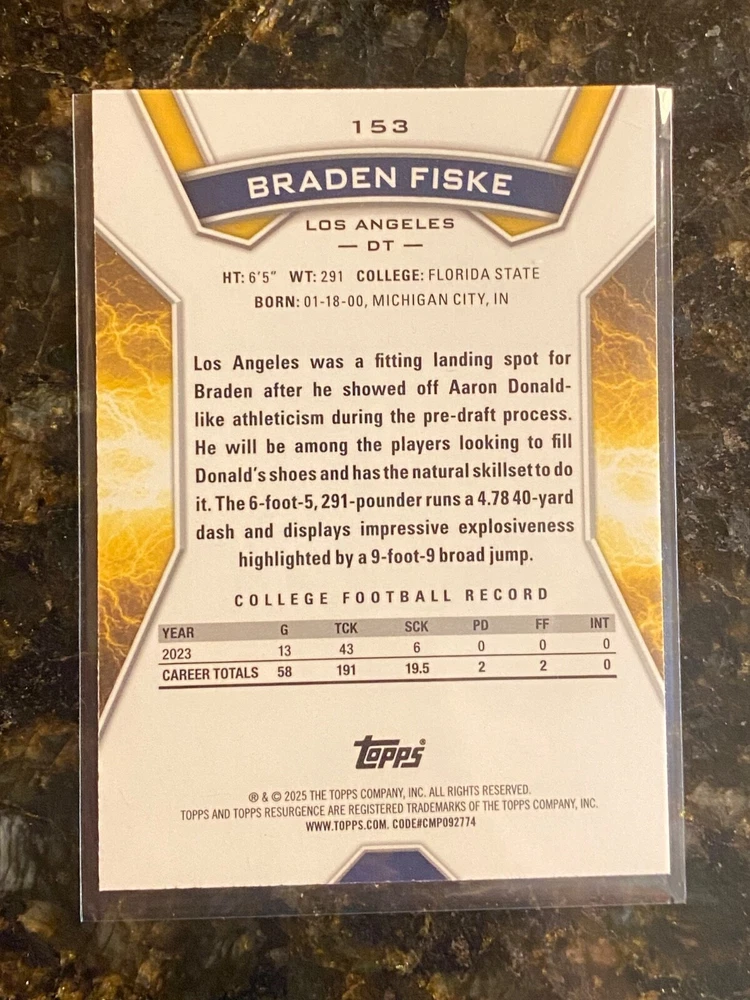 153
BRADEN FISKE
LOS ANGELES
— DT —
HT: 6'5" WT: 291 COLLEGE: FLORIDA STATE
BORN: 01-18-00, MICHIGAN CITY, IN
Los Angeles was a fitting landing spot for
Braden after he showed off Aaron Donald-
like athleticism during the pre-draft process.
He will be among the players looking to fill
Donald's shoes and has the natural skillset to do
it. The 6-foot-5, 291-pounder runs a 4.78 40-yard
dash and displays impressive explosiveness
highlighted by a 9-foot-9 broad jump.
COLLEGE FOOTBALL RECORD
YEAR G TCK SCK PD FF INT
2023 13 43 6 0 0 0
CAREER TOTALS 58 191 19.5 2 2 0
topps®
® & © 2025 THE TOPPS COMPANY, INC. ALL RIGHTS RESERVED.
TOPPS AND TOPPS RESURGENCE ARE REGISTERED TRADEMARKS OF THE TOPPS COMPANY, INC.
WWW.TOPPS.COM. CODE#CMP092774